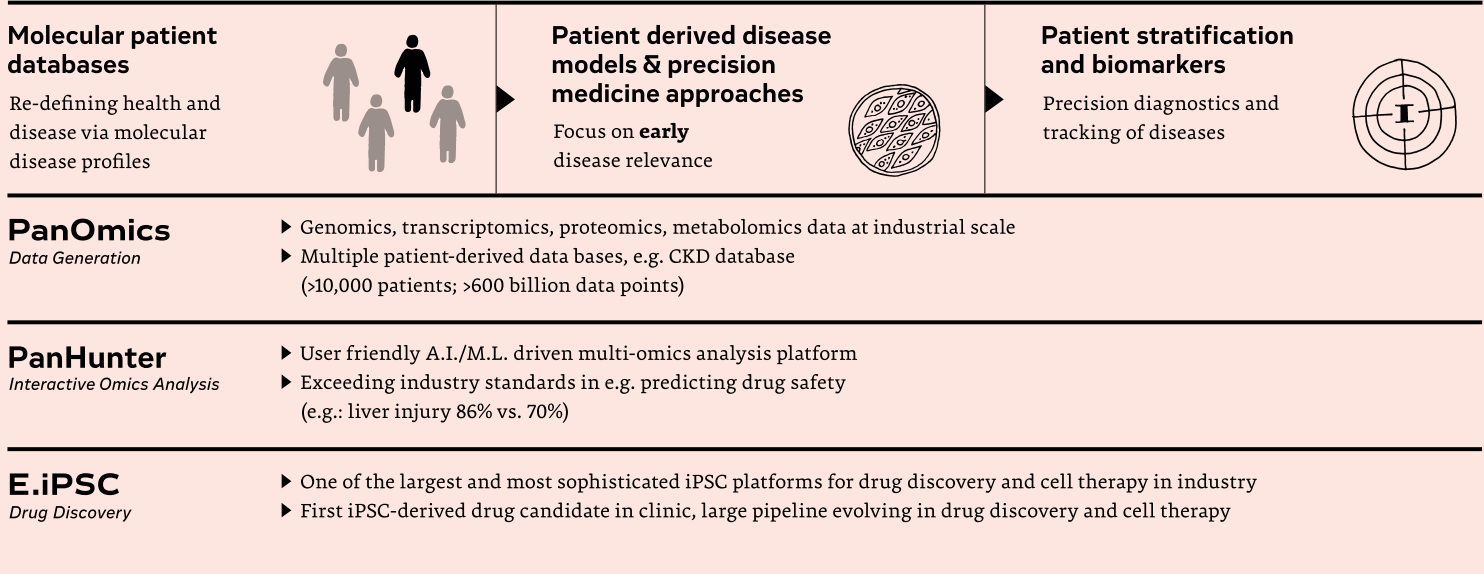 Molecular patient
databases
Re-defining health and
disease via molecular
disease profiles
Patient derived disease
models & precision
medicine approaches
Focus on early
disease relevance
Patient stratification
and biomarkers
Precision diagnostics and
tracking of diseases
I
PanOmics
Data Generation
▶ Genomics, transcriptomics, proteomics, metabolomics data at industrial scale
▶ Multiple patient-derived data bases, e.g. CKD database
(>10,000 patients; >600 billion data points)
PanHunter
Interactive Omics Analysis
▶ User friendly A.I./M.L. driven multi-omics analysis platform
▶ Exceeding industry standards in e.g. predicting drug safety
(e.g.: liver injury 86% vs. 70%)
E.iPSC
Drug Discovery
▶ One of the largest and most sophisticated iPSC platforms for drug discovery and cell therapy in industry
▶ First iPSC-derived drug candidate in clinic, large pipeline evolving in drug discovery and cell therapy